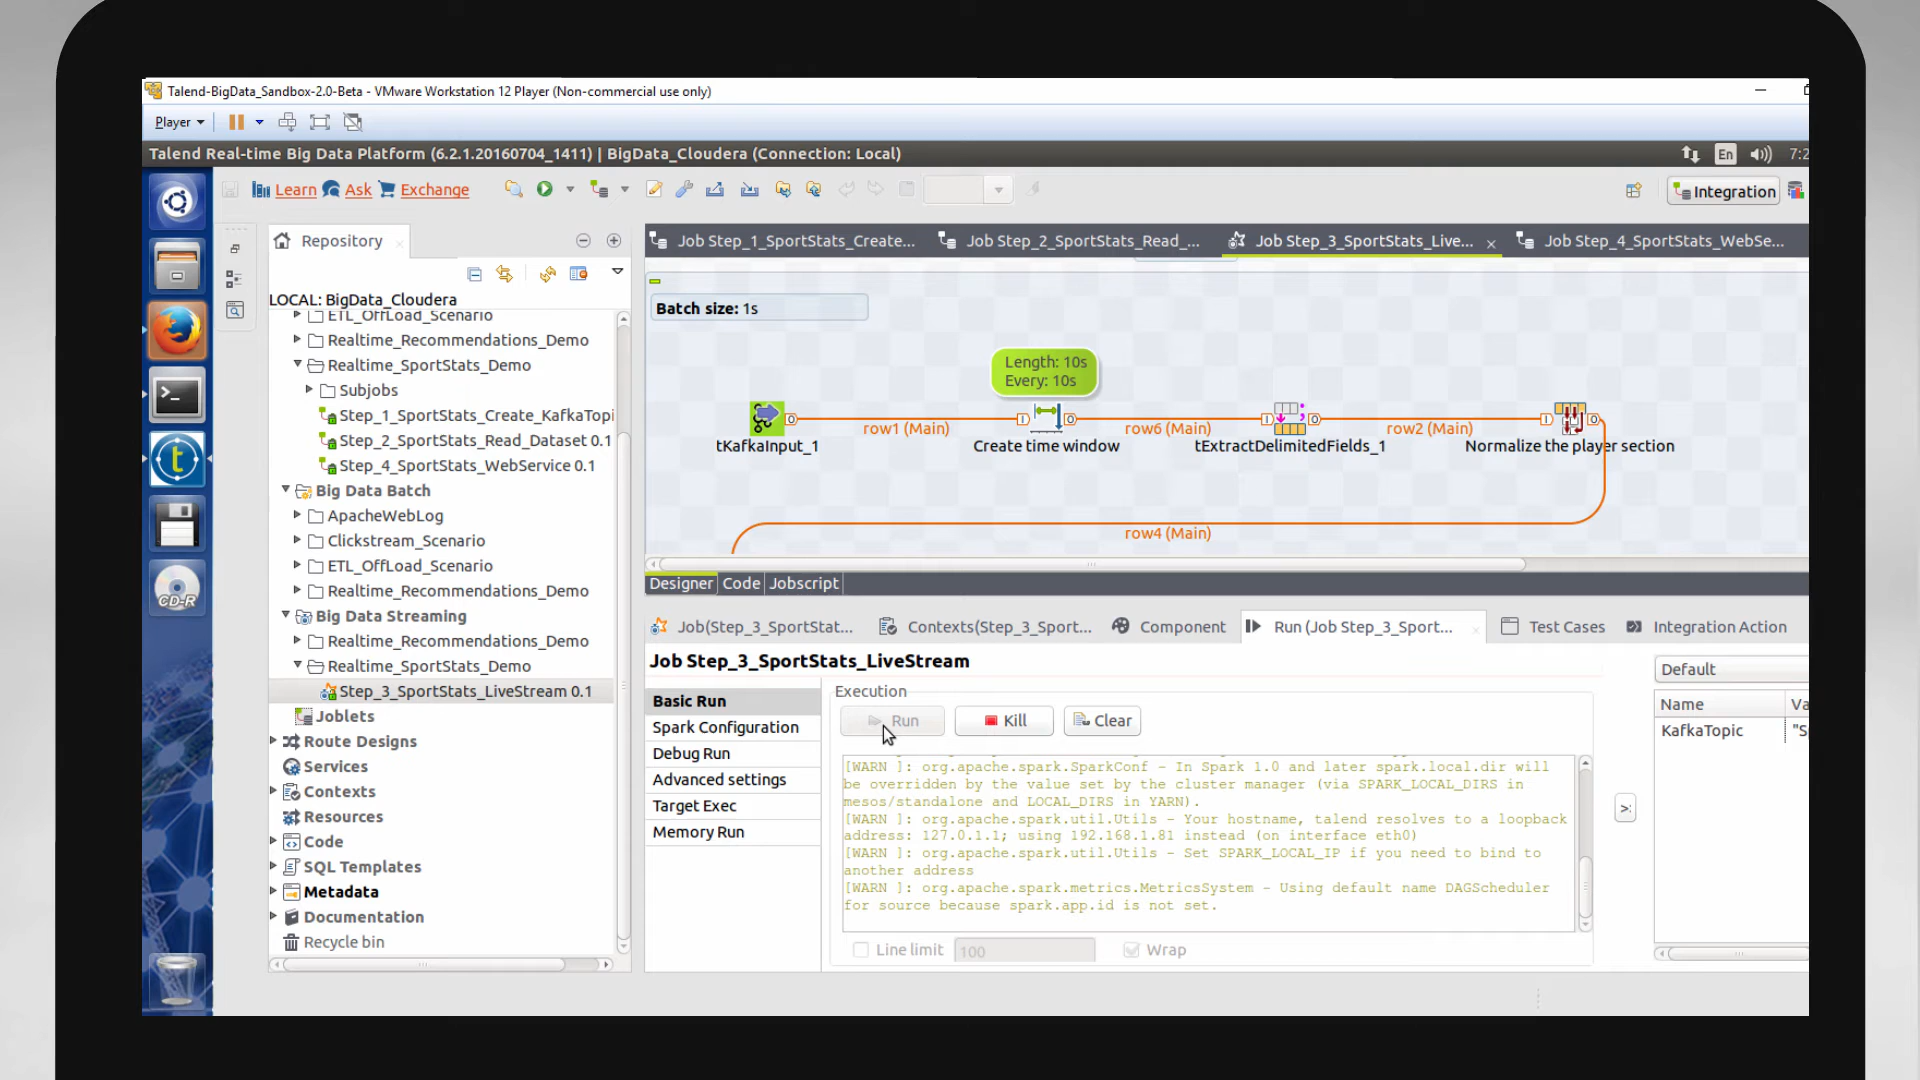 Talend-BigData_Sandbox-2.0-Beta - VMware Workstation 12 Player (Non-commercial use only)
Player
Talend Real-time Big Data Platform (6.2.1.20160704_1411) | BigData_Cloudera (Connection: Local)
En
Learn Ask Exchange
Integration
Repository
Job Step_1_SportStats_Create...
Job Step_2_SportStats_Read_...
Job Step_3_SportStats_Live...
Job Step_4_SportStats_WebSe...
LOCAL: BigData_Cloudera
ETL_OffLoad_Scenario
Realtime_Recommendations_Demo
Realtime_SportStats_Demo
Subjobs
Step_1_SportStats_Create_KafkaTopi
Step_2_SportStats_Read_Dataset 0.1
Step_4_SportStats_WebService 0.1
Big Data Batch
ApacheWebLog
Clickstream_Scenario
ETL_OffLoad_Scenario
Realtime_Recommendations_Demo
Big Data Streaming
Realtime_Recommendations_Demo
Realtime_SportStats_Demo
Step_3_SportStats_LiveStream 0.1
Joblets
Route Designs
Services
Contexts
Resources
Code
SQL Templates
Metadata
Documentation
Recycle bin
CD-R
Batch size: 1s
Length: 10s
Every: 10s
row1 (Main)
row6 (Main)
row2 (Main)
tKafkaInput_1
Create time window
tExtractDelimitedFields_1
Normalize the player section
row4 (Main)
Designer Code Jobscript
Job(Step_3_SportStat...
Contexts(Step_3_Sport...
Component
Run (Job Step_3_Sport...
Test Cases
Integration Action
Job Step_3_SportStats_LiveStream
Basic Run
Spark Configuration
Debug Run
Advanced settings
Target Exec
Memory Run
Execution
Run
Kill
Clear
[WARN ]: org.apache.spark.SparkConf - In Spark 1.0 and later spark.local.dir will
be overridden by the value set by the cluster manager (via SPARK_LOCAL_DIRS in
mesos/standalone and LOCAL_DIRS in YARN).
[WARN ]: org.apache.spark.util.Utils - Your hostname, talend resolves to a loopback
address: 127.0.1.1; using 192.168.1.81 instead (on interface eth0)
[WARN ]: org.apache.spark.util.Utils - Set SPARK_LOCAL_IP if you need to bind to
another address
[WARN ]: org.apache.spark.metrics.MetricsSystem - Using default name DAGScheduler
for source because spark.app.id is not set.
Line limit
100
Wrap
Default
Name
KafkaTopic